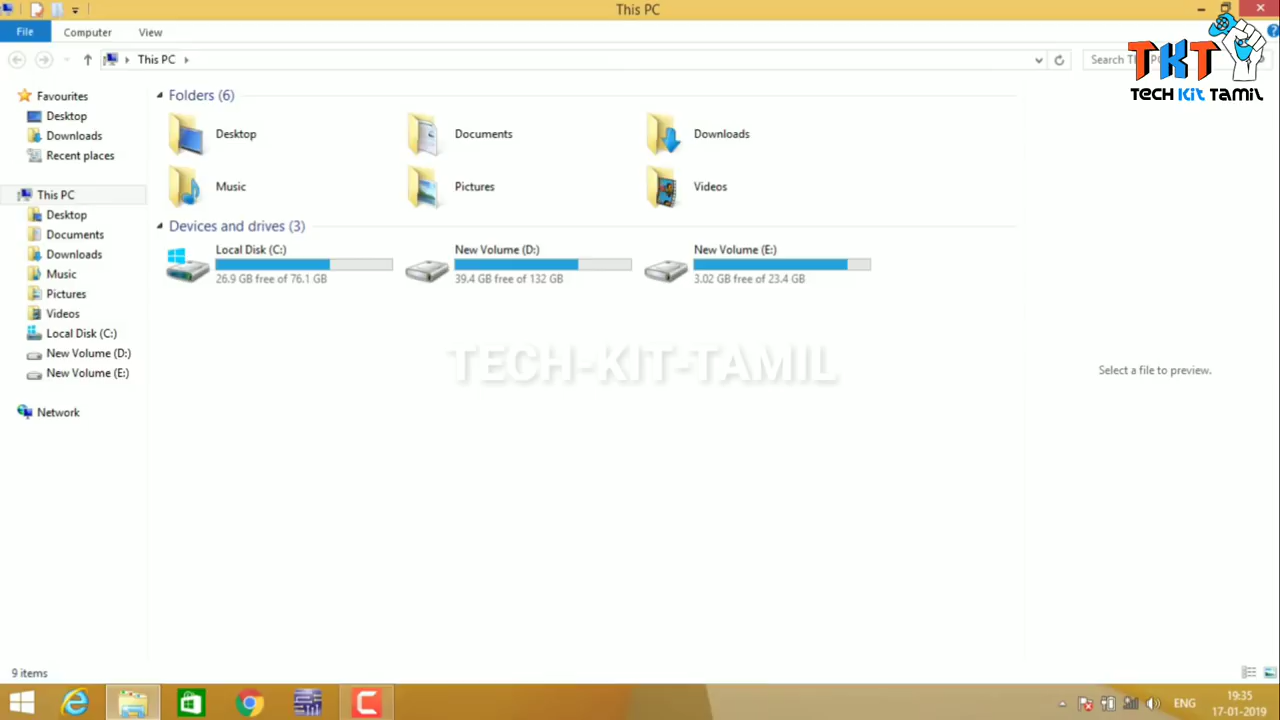 This PC
File Computer View
This PC
Search Th
TKT
TECH KIT TAMIL
Favourites
Desktop
Downloads
Recent places
This PC
Desktop
Documents
Downloads
Music
Pictures
Videos
Local Disk (C:)
New Volume (D:)
New Volume (E:)
Network
Folders (6)
Desktop
Documents
Downloads
Music
Pictures
Videos
Devices and drives (3)
Local Disk (C:)
26.9 GB free of 76.1 GB
New Volume (D:)
39.4 GB free of 132 GB
New Volume (E:)
3.02 GB free of 23.4 GB
TECH-KIT-TAMIL
Select a file to preview.
9 items
ENG
19:35
17-01-2019